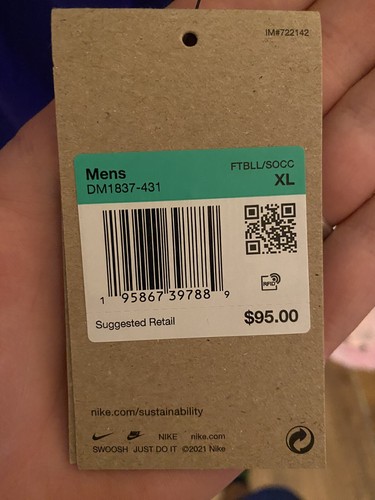 IM#722142
Mens FTBLL/SOCC
DM1837-431 XL
RFID
1 95867 39788 9
Suggested Retail $95.00
nike.com/sustainability
NIKE nike.com
SWOOSH JUST DO IT ©2021 Nike